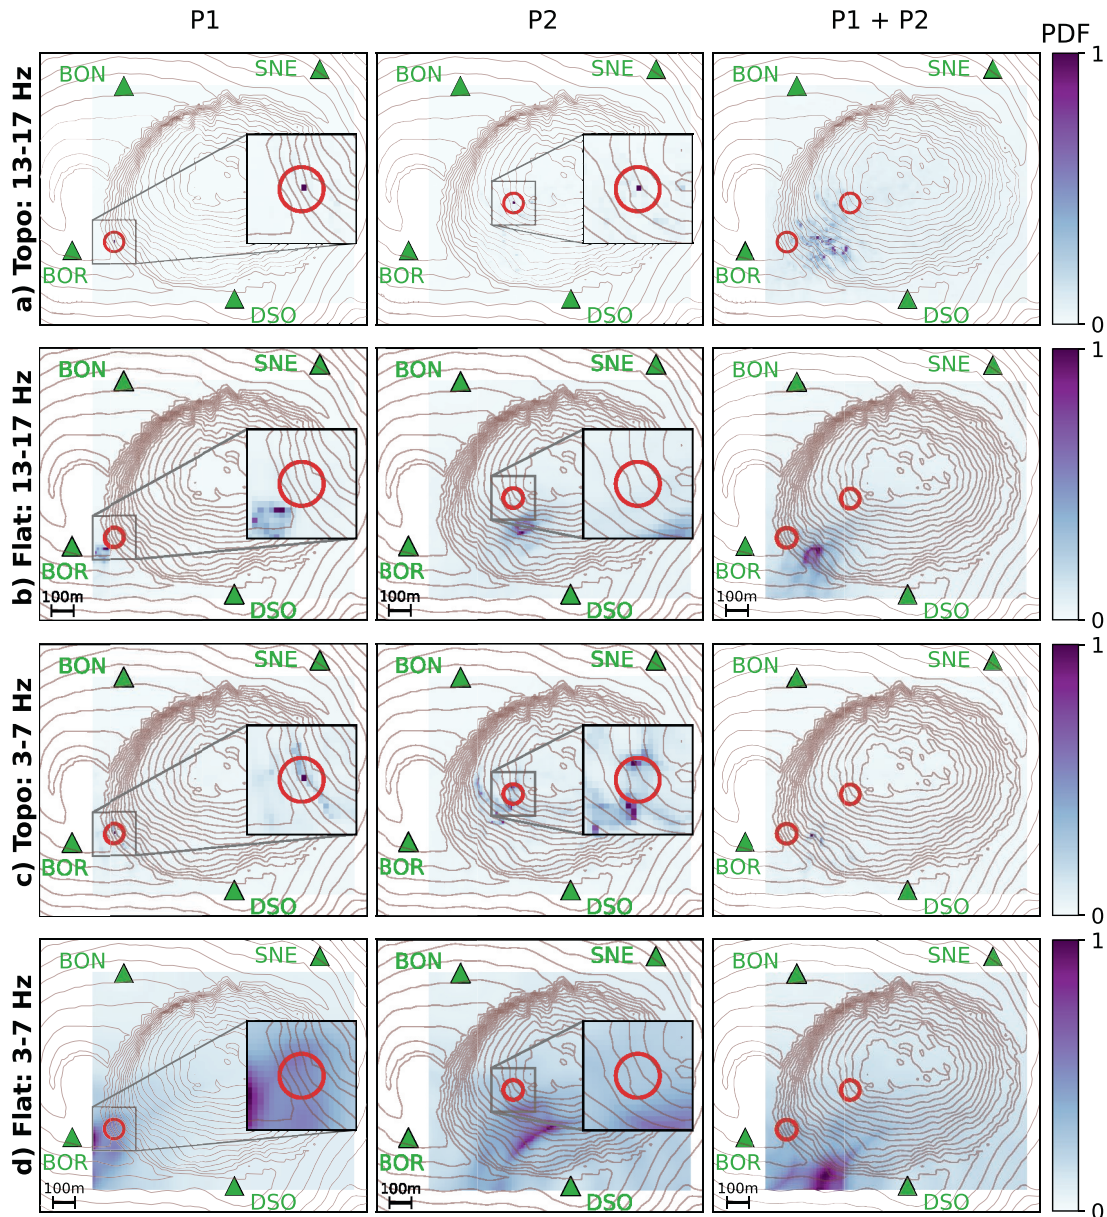 P1 P2 P1 + P2
PDF
a) Topo: 13-17 Hz
BON SNE BOR DSO
BON SNE BOR DSO
BON SNE BOR DSO
1
0
b) Flat: 13-17 Hz
BON SNE BOR 100m DSO
BON SNE BOR 100m DSO
BON SNE BOR 100m DSO
1
0
c) Topo: 3-7 Hz
BON SNE BOR DSO
BON SNE BOR DSO
BON SNE BOR DSO
1
0
d) Flat: 3-7 Hz
BON SNE BOR 100m DSO
BON SNE BOR 100m DSO
BON SNE BOR 100m DSO
1
0